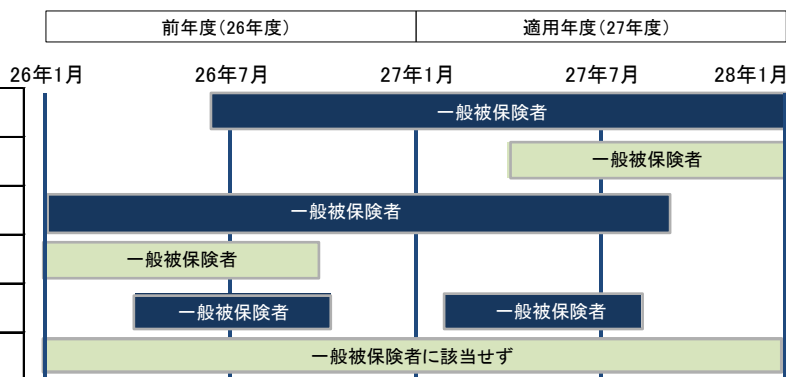 前年度(26年度)
適用年度(27年度)
26年1月
26年7月
27年1月
27年7月
28年1月
一般被保険者
一般被保険者
一般被保険者
一般被保険者
一般被保険者
一般被保険者
一般被保険者に該当せず